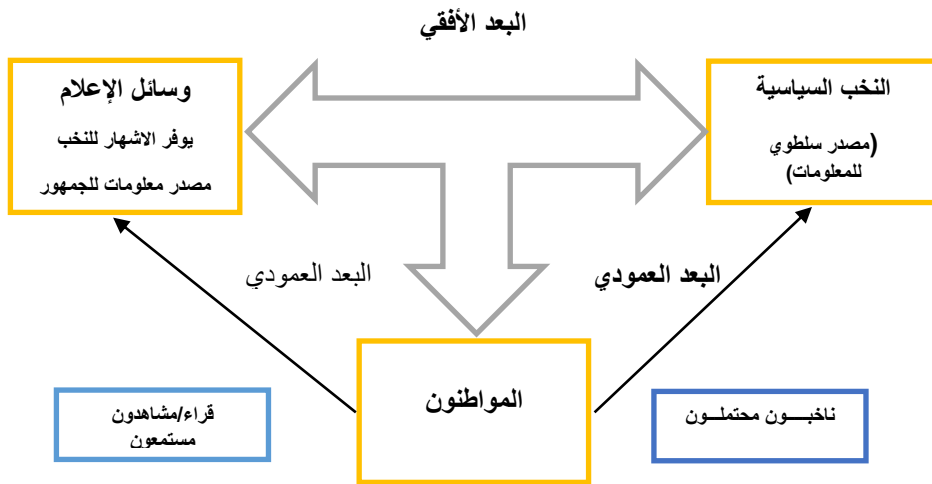 البعد الأفقي
النخب السياسية
(مصدر سلطوي
للمعلومات)
وسائل الإعلام
يوفر الاشهار للنخب
مصدر معلومات للجمهور
البعد العمودي
البعد العمودي
المواطنون
ناخبـــــون محتملـــون
قراء/مشاهدون
مستمعون